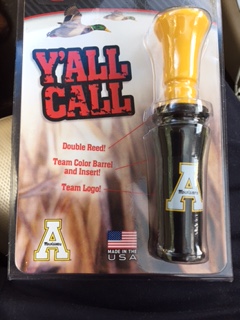 Y'ALL
CALL
Double Reed!
Team Color Barrel
and Insert!
Team Logo!
A
A
MADE IN THE
USA